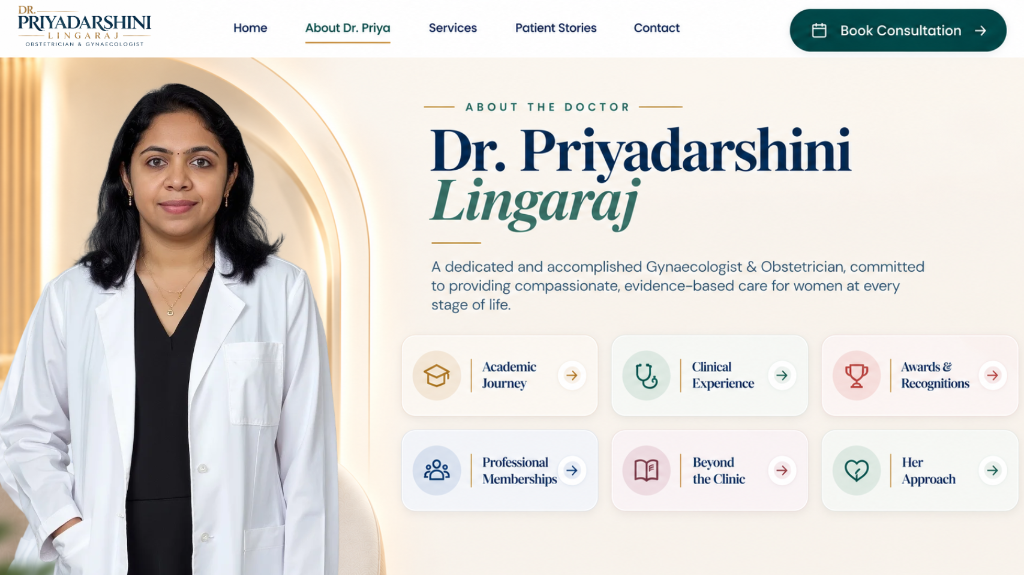 DR.
PRIYADARSHINI
LINGARAJ
OBSTETRICIAN & GYNAECOLOGIST
Home
About Dr. Priya
Services
Patient Stories
Contact
Book Consultation
ABOUT THE DOCTOR
Dr. Priyadarshini
Lingaraj
A dedicated and accomplished Gynaecologist & Obstetrician, committed
to providing compassionate, evidence-based care for women at every
stage of life.
Academic
Journey
Clinical
Experience
Awards &
Recognitions
Professional
Memberships
Beyond
the Clinic
Her
Approach